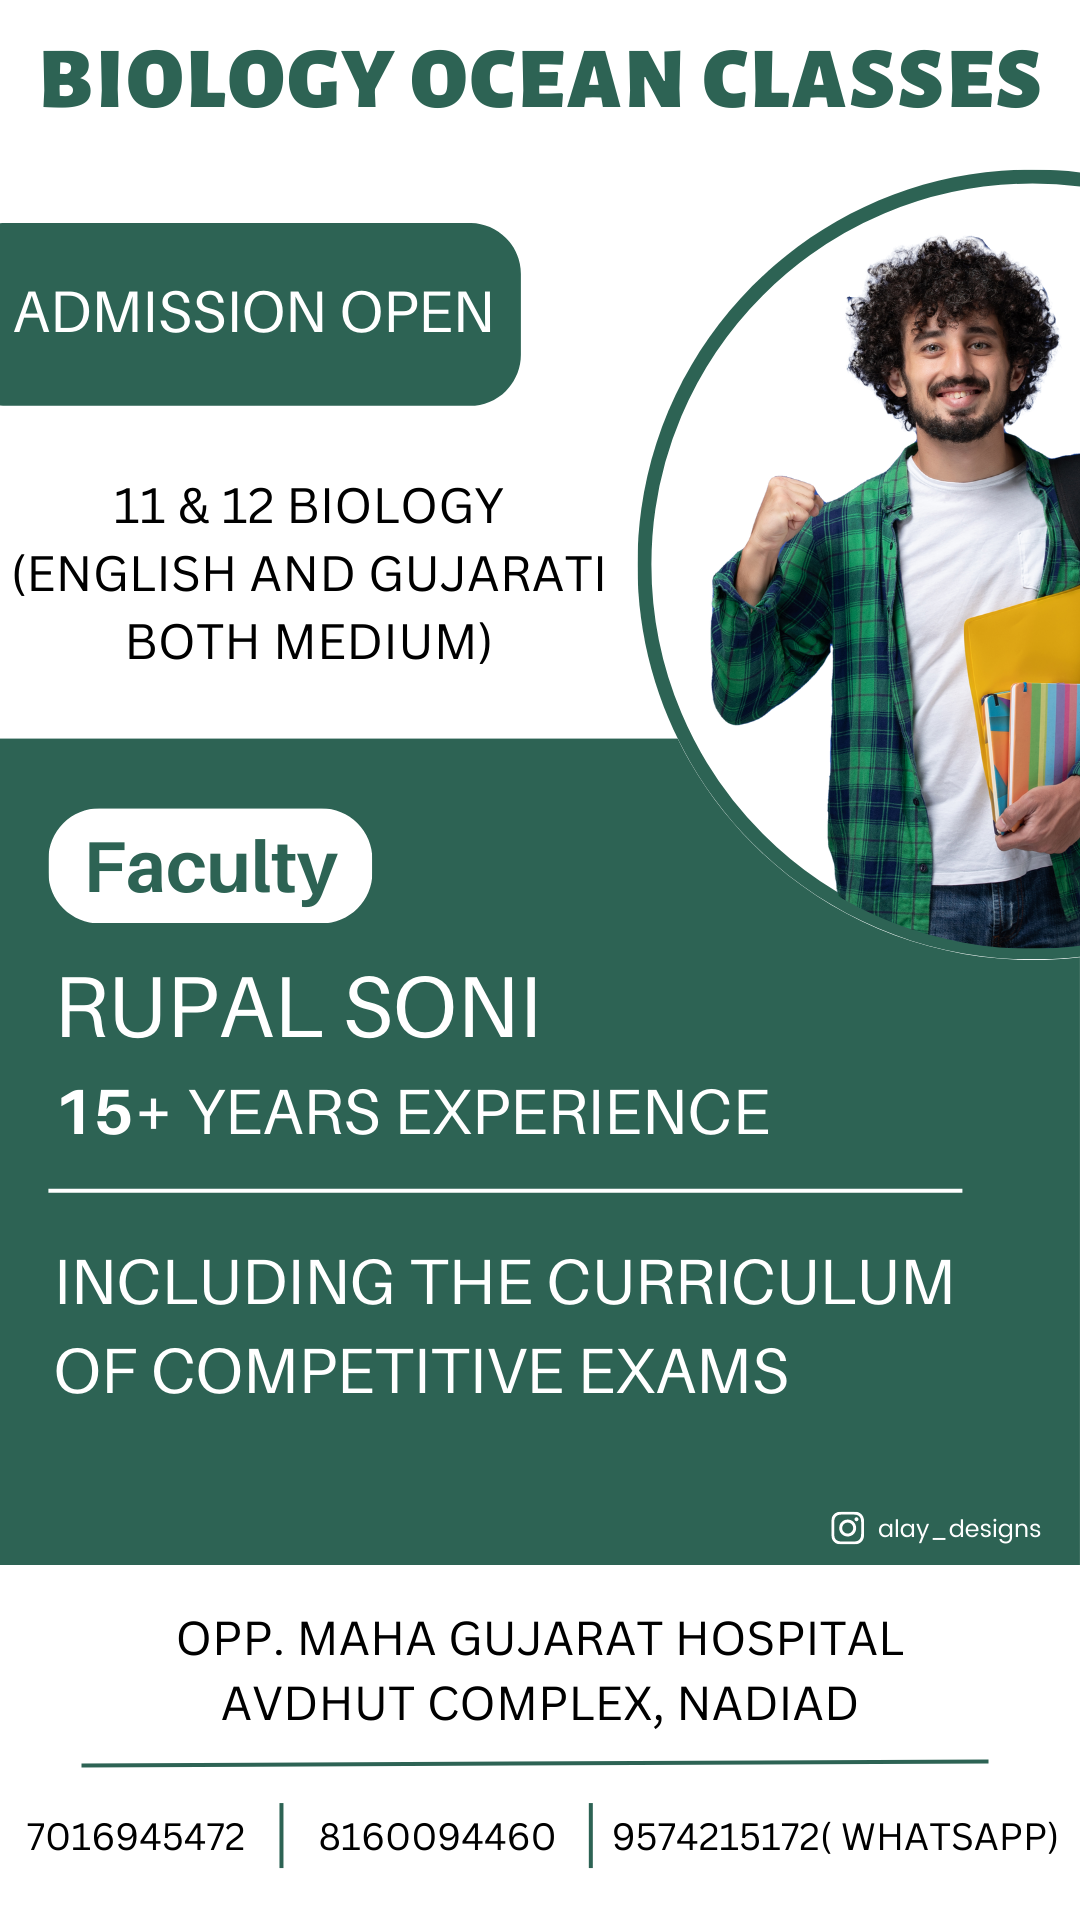 BIOLOGY OCEAN CLASSES
ADMISSION OPEN
11 & 12 BIOLOGY
(ENGLISH AND GUJARATI
BOTH MEDIUM)
Faculty
RUPAL SONI
15+ YEARS EXPERIENCE
INCLUDING THE CURRICULUM
OF COMPETITIVE EXAMS
alay_designs
OPP. MAHA GUJARAT HOSPITAL
AVDHUT COMPLEX, NADIAD
7016945472 | 8160094460 | 9574215172( WHATSAPP)